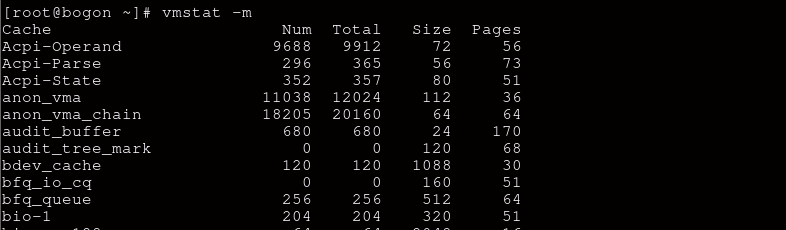 [root@bogon ~]# vmstat -m
Cache Num Total Size Pages
Acpi-Operand 9688 9912 72 56
Acpi-Parse 296 365 56 73
Acpi-State 352 357 80 51
anon_vma 11038 12024 112 36
anon_vma_chain 18205 20160 64 64
audit_buffer 680 680 24 170
audit_tree_mark 0 0 120 68
bdev_cache 120 120 1088 30
bfq_io_cq 0 0 160 51
bfq_queue 256 256 512 64
bio-1 204 204 320 51